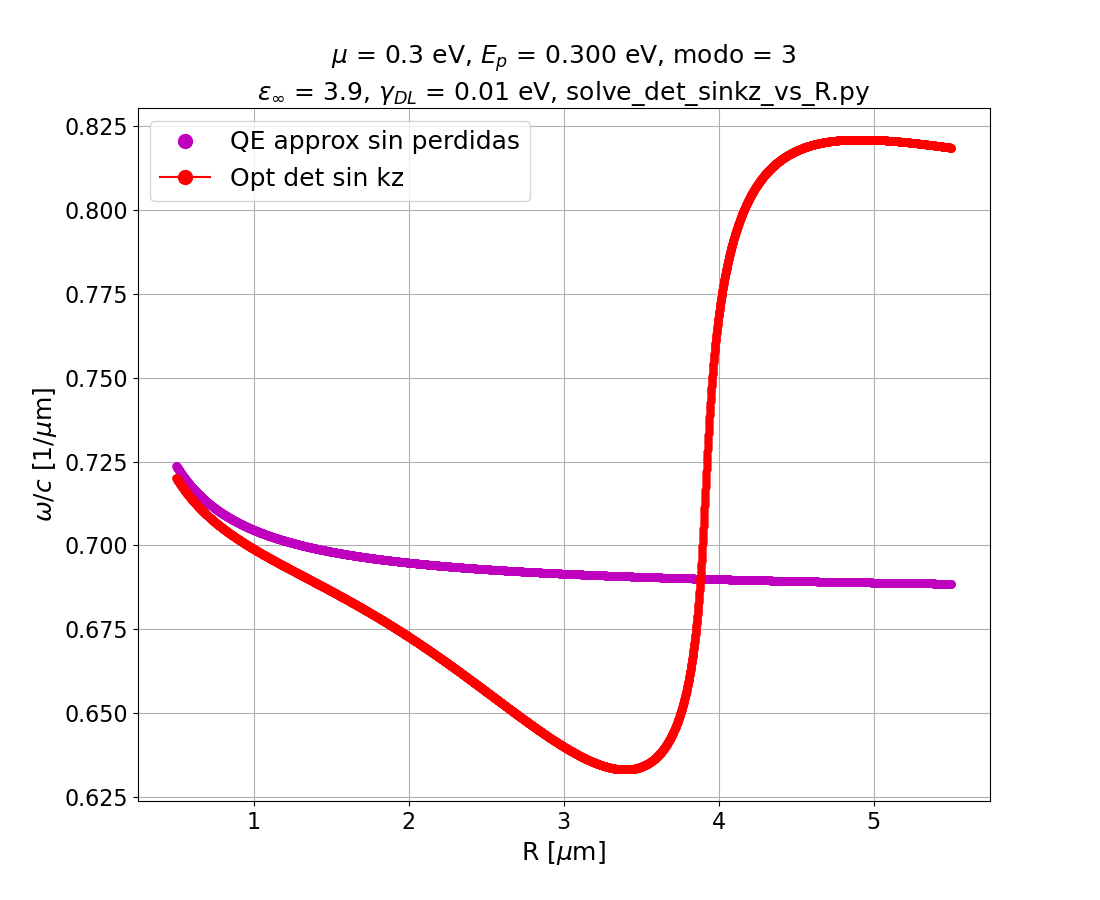 μ = 0.3 eV, E_p = 0.300 eV, modo = 3
ε_∞ = 3.9, γ_DL = 0.01 eV, solve_det_sinkz_vs_R.py
QE approx sin perdidas
Opt det sin kz
0.825
0.800
0.775
0.750
0.725
0.700
0.675
0.650
0.625
ω/c [1/μm]
1 2 3 4 5
R [μm]